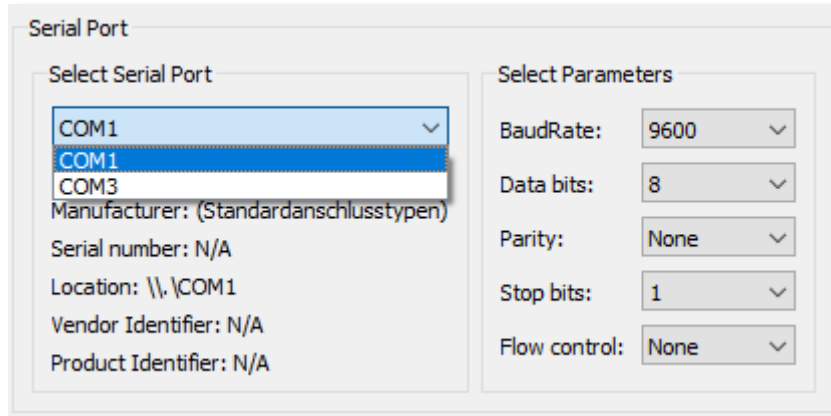 Serial Port
Select Serial Port
COM1
COM1
COM3
Manufacturer: (Standardanschlusstypen)
Serial number: N/A
Location: \\.\COM1
Vendor Identifier: N/A
Product Identifier: N/A
Select Parameters
BaudRate: 9600
Data bits: 8
Parity: None
Stop bits: 1
Flow control: None